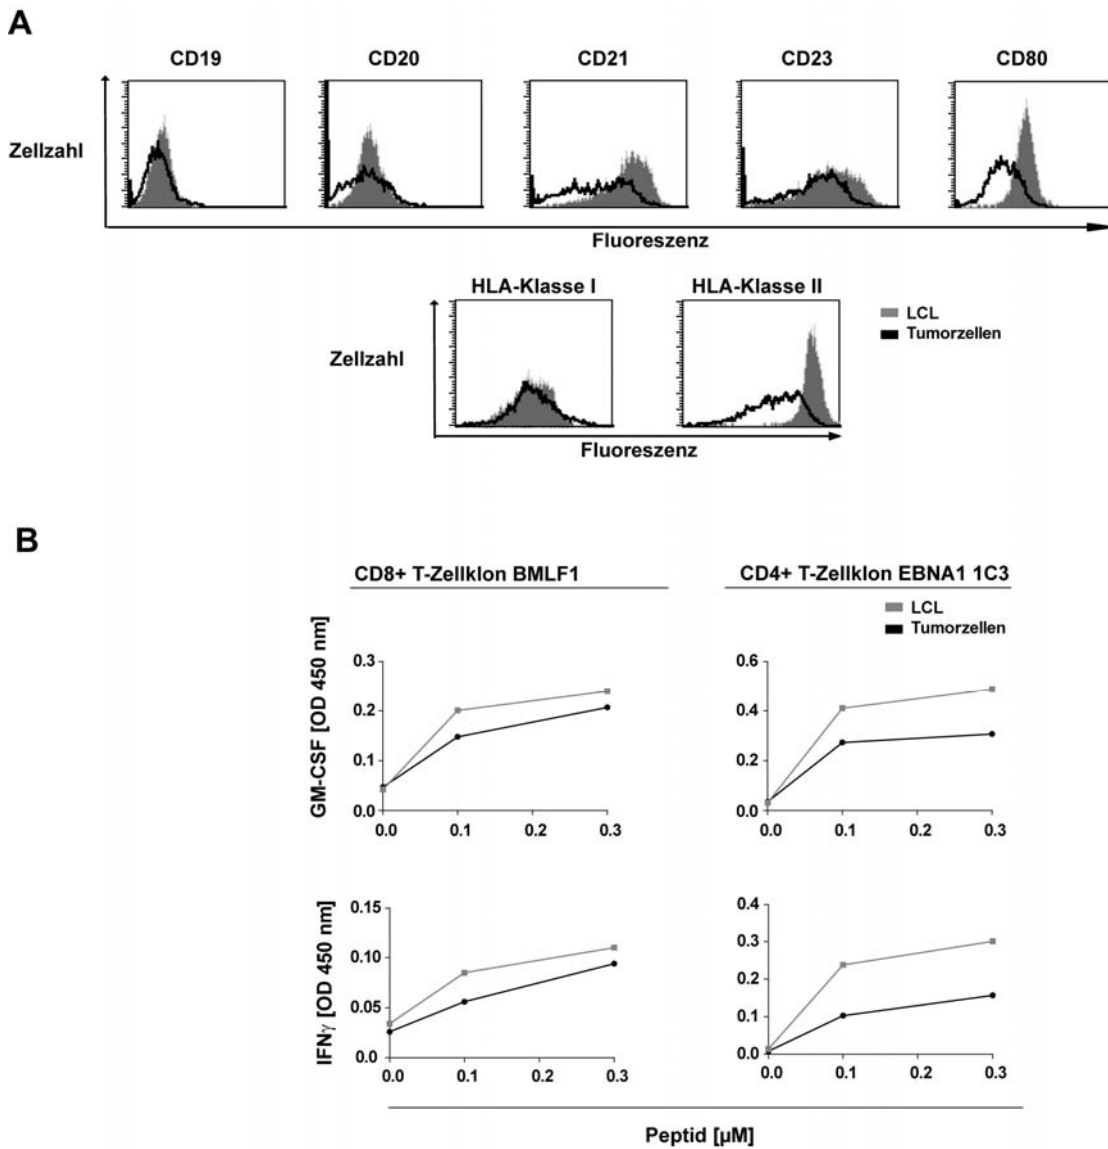 A
CD19 CD20 CD21 CD23 CD80
Zellzahl
Fluoreszenz
HLA-Klasse I HLA-Klasse II
LCL
Tumorzellen
Zellzahl
Fluoreszenz
B
CD8+ T-Zellklon BMLF1 CD4+ T-Zellklon EBNA1 1C3
LCL
Tumorzellen
GM-CSF [OD 450 nm]
0.3
0.2
0.1
0.0
0.0 0.1 0.2 0.3
0.6
0.4
0.2
0.0
0.0 0.1 0.2 0.3
IFNγ [OD 450 nm]
0.15
0.10
0.05
0.0
0.0 0.1 0.2 0.3
0.4
0.3
0.2
0.1
0.0
0.0 0.1 0.2 0.3
Peptid [µM]